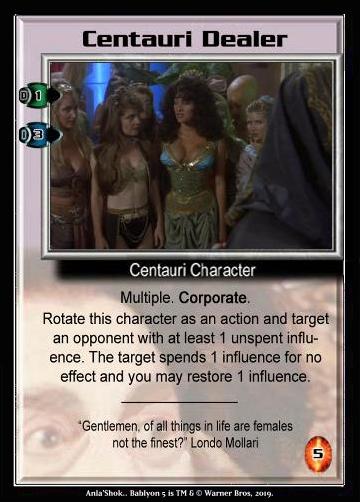 Centauri Dealer
D 1
D 3
Centauri Character
Multiple. Corporate.
Rotate this character as an action and target
an opponent with at least 1 unspent influ-
ence. The target spends 1 influence for no
effect and you may restore 1 influence.
“Gentlemen, of all things in life are females
not the finest?” Londo Mollari
5
Anla'Shok.. Bablyon 5 is TM & © Warner Bros, 2019.